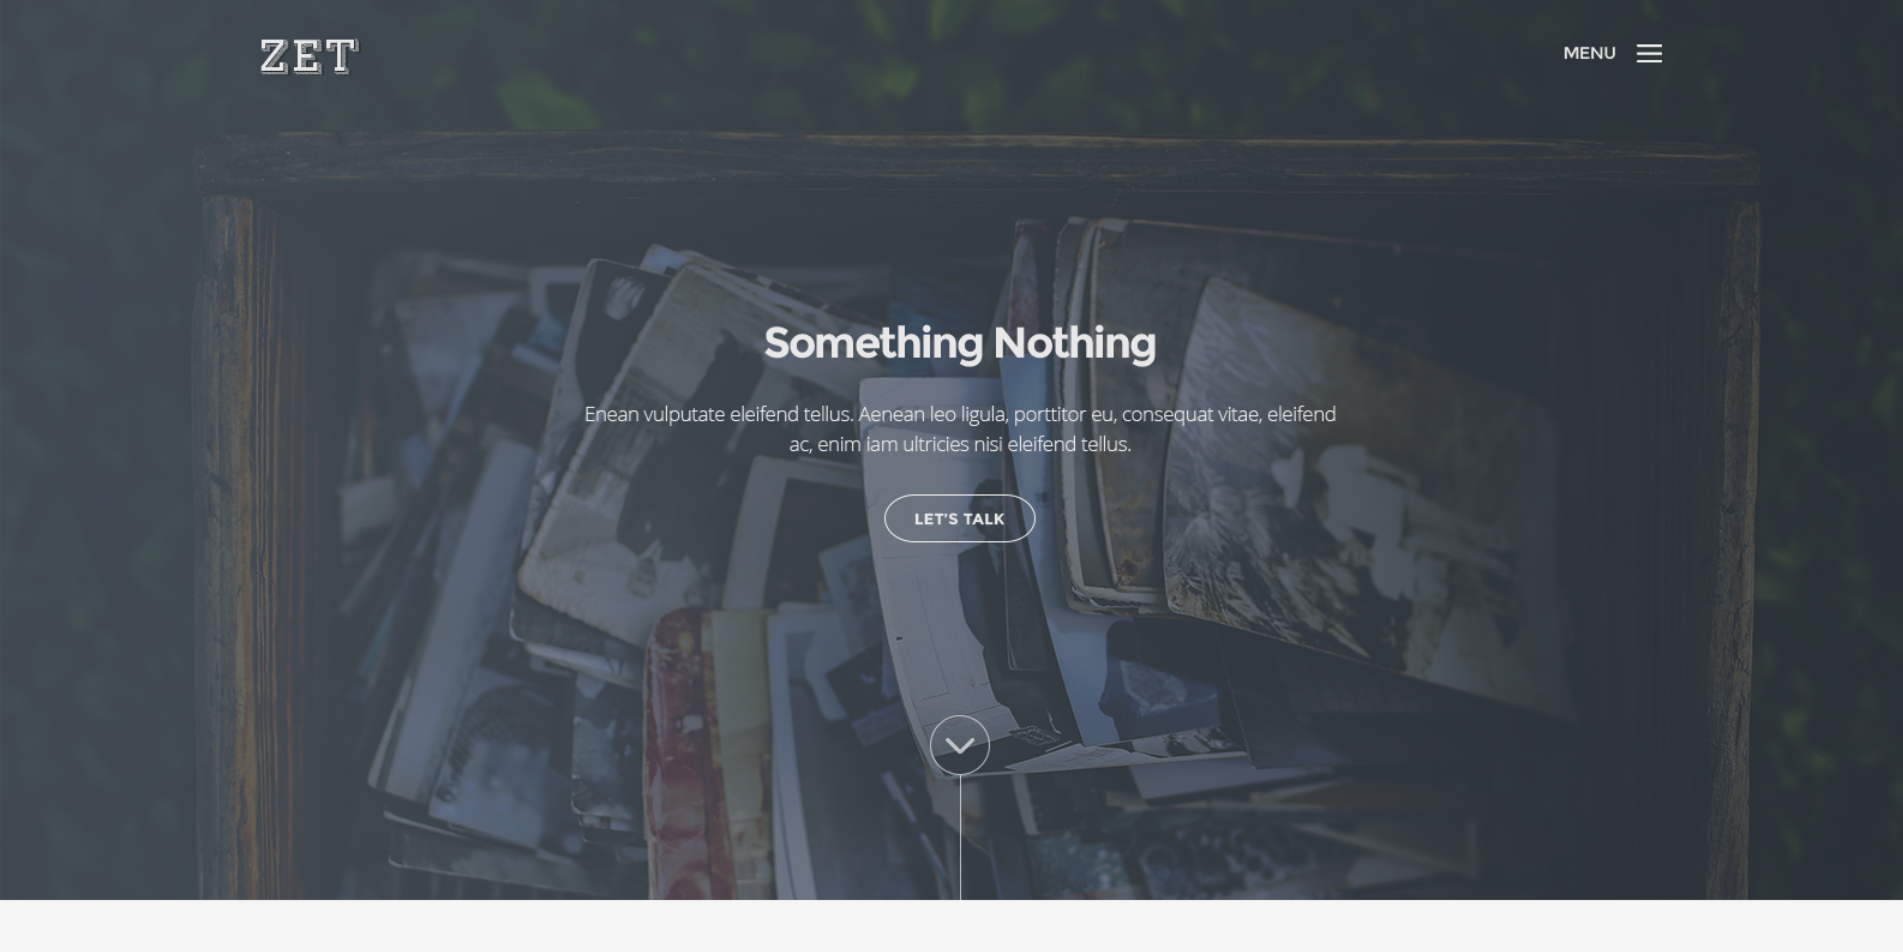 ZET
MENU
Something Nothing
Enean vulputate eleifend tellus. Aenean leo ligula, porttitor eu, consequat vitae, eleifend
ac, enim iam ultricies nisi eleifend tellus.
LET'S TALK